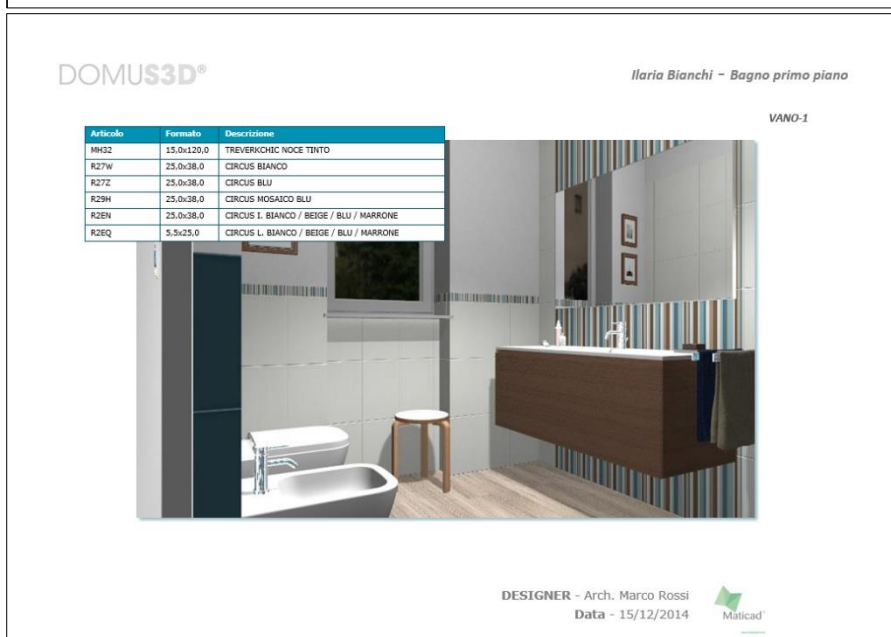 DOMUS3D®
Ilaria Bianchi - Bagno primo piano
VANO-1
Articolo Formato Descrizione
MH32 15,0x120,0 TREVERKCHIC NOCE TINTO
R27W 25,0x38,0 CIRCUS BIANCO
R27Z 25,0x38,0 CIRCUS BLU
R29H 25,0x38,0 CIRCUS MOSAICO BLU
R2EN 25,0x38,0 CIRCUS I. BIANCO / BEIGE / BLU / MARRONE
R2EQ 5,5x25,0 CIRCUS L. BIANCO / BEIGE / BLU / MARRONE
DESIGNER - Arch. Marco Rossi
Data - 15/12/2014
Maticad